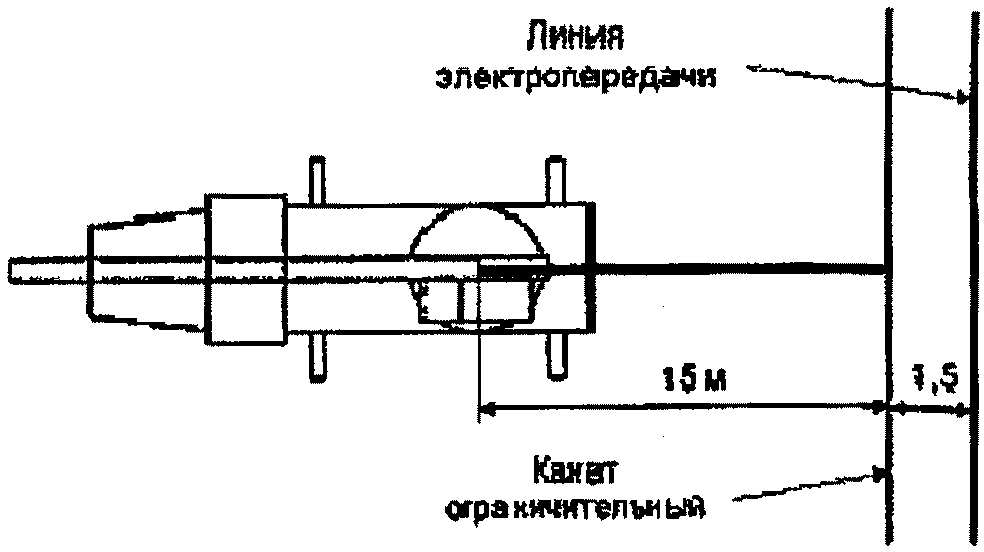 Линия
электропередачи
15 м
1,5
Канат
ограничительный